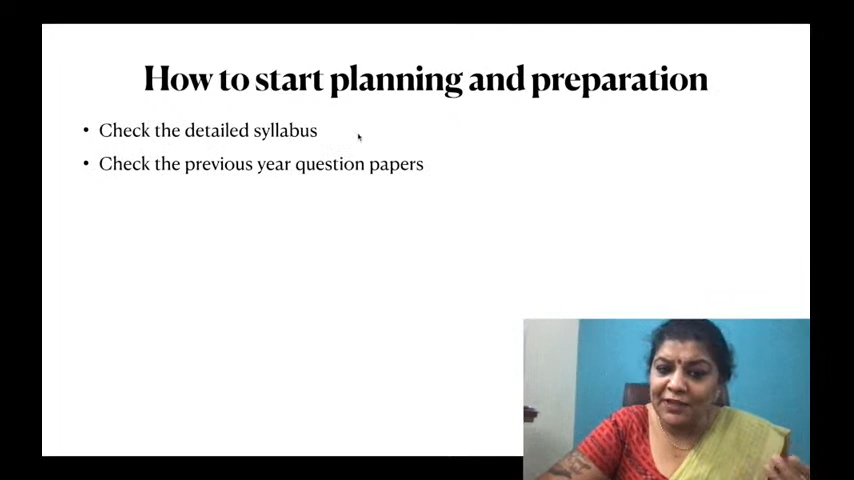 How to start planning and preparation
• Check the detailed syllabus
• Check the previous year question papers